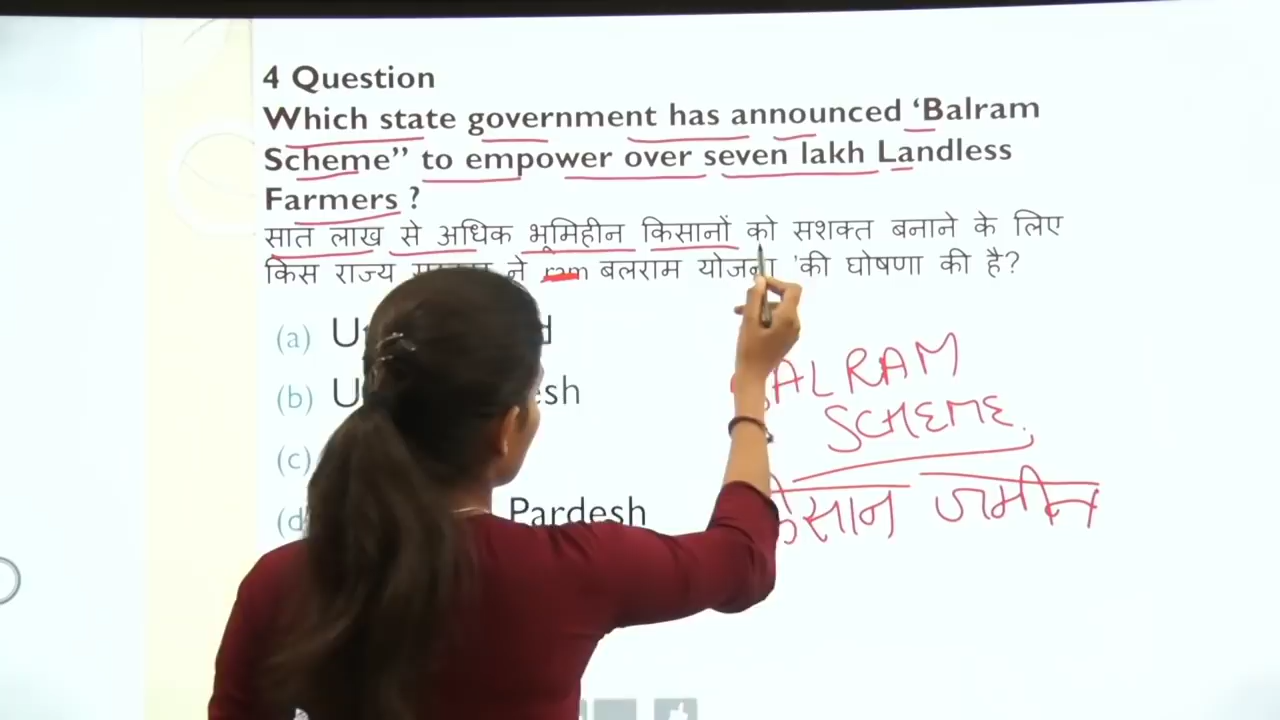 4 Question
Which state government has announced ‘Balram
Scheme” to empower over seven lakh Landless
Farmers ?
सात लाख से अधिक भूमिहीन किसानों को सशक्त बनाने के लिए
किस राज्य ने ram बलराम योजना 'की घोषणा की है?
(a)
(b)
(c)
Pardesh
ALRAM
SCHEME.
जमीन